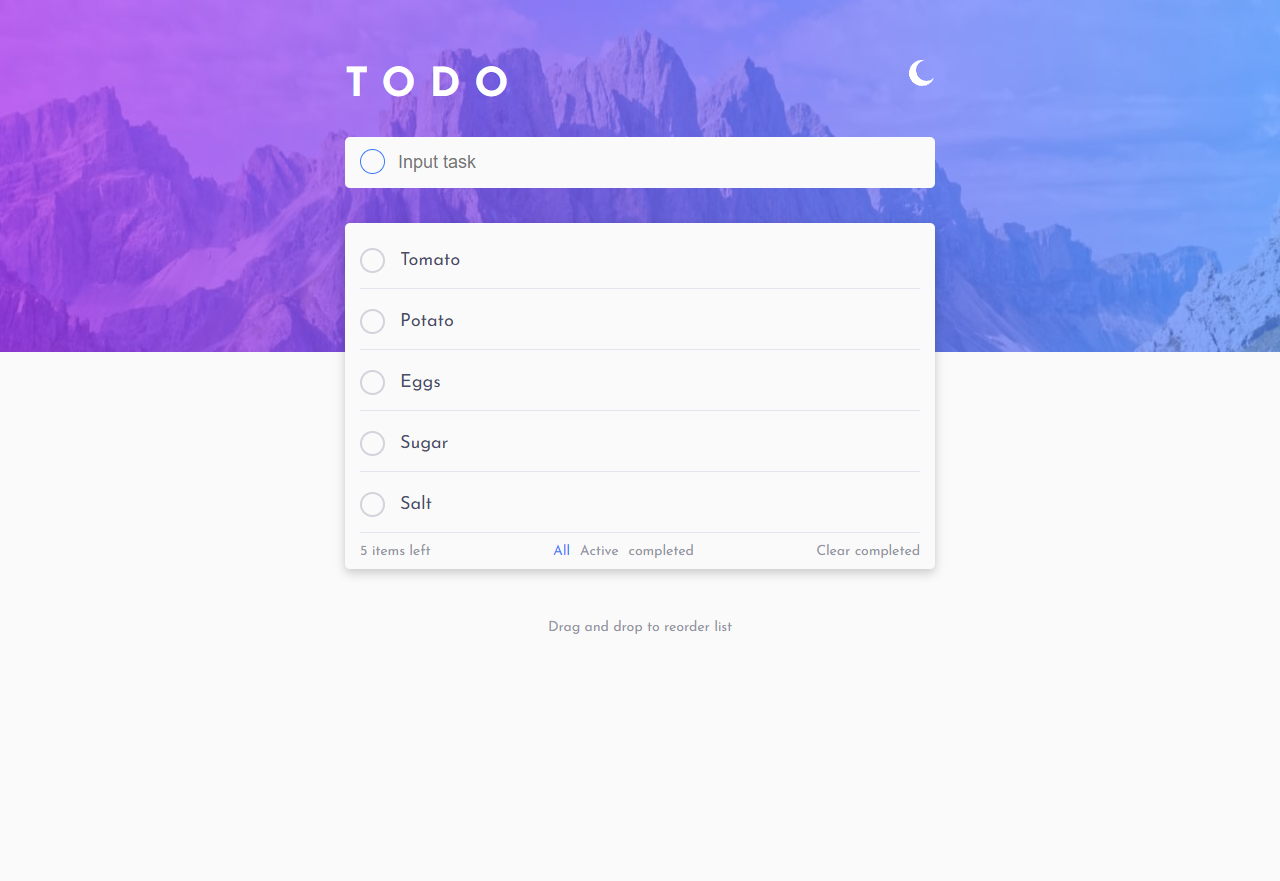 TODO
Input task
Tomato
Potato
Eggs
Sugar
Salt
5 items left All Active completed Clear completed
Drag and drop to reorder list